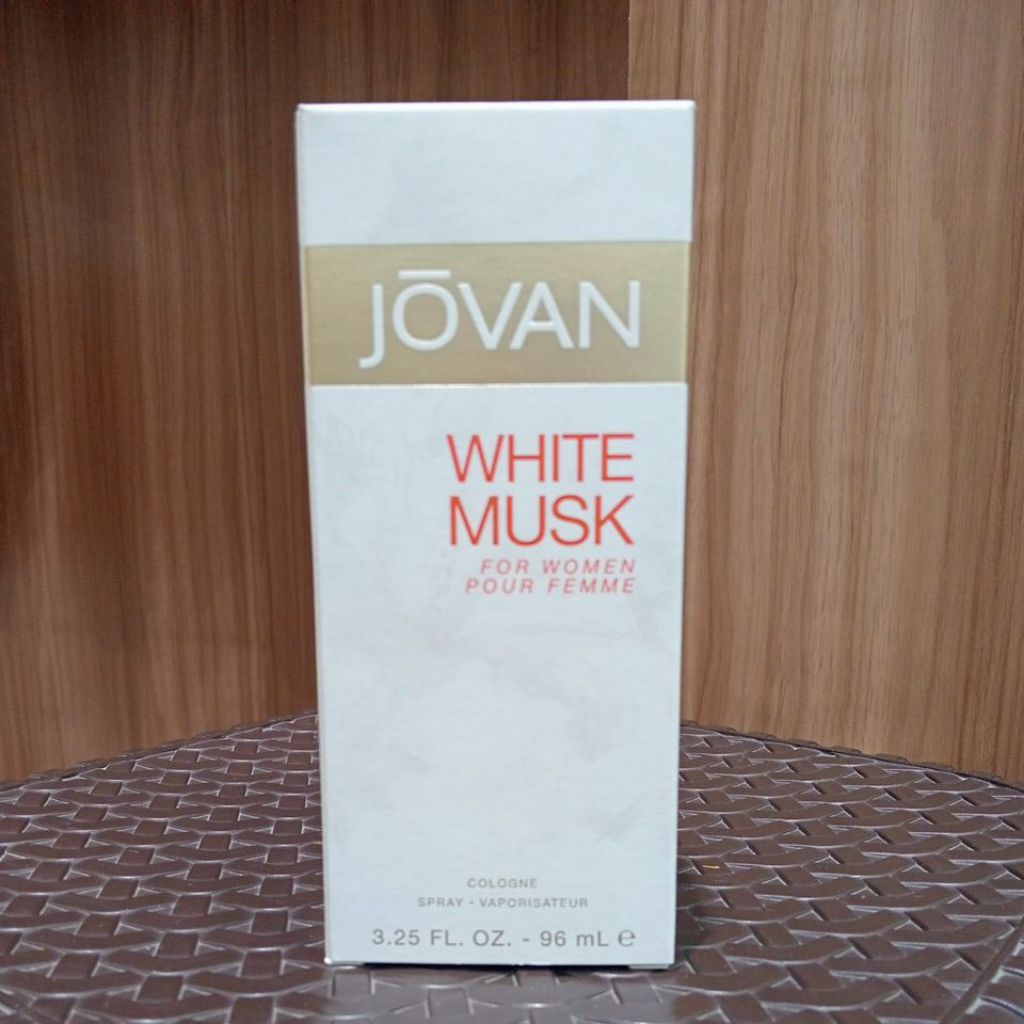 JŌVAN
WHITE
MUSK
FOR WOMEN
POUR FEMME
COLOGNE
SPRAY • VAPORISATEUR
3.25 FL. OZ. - 96 mL ℮